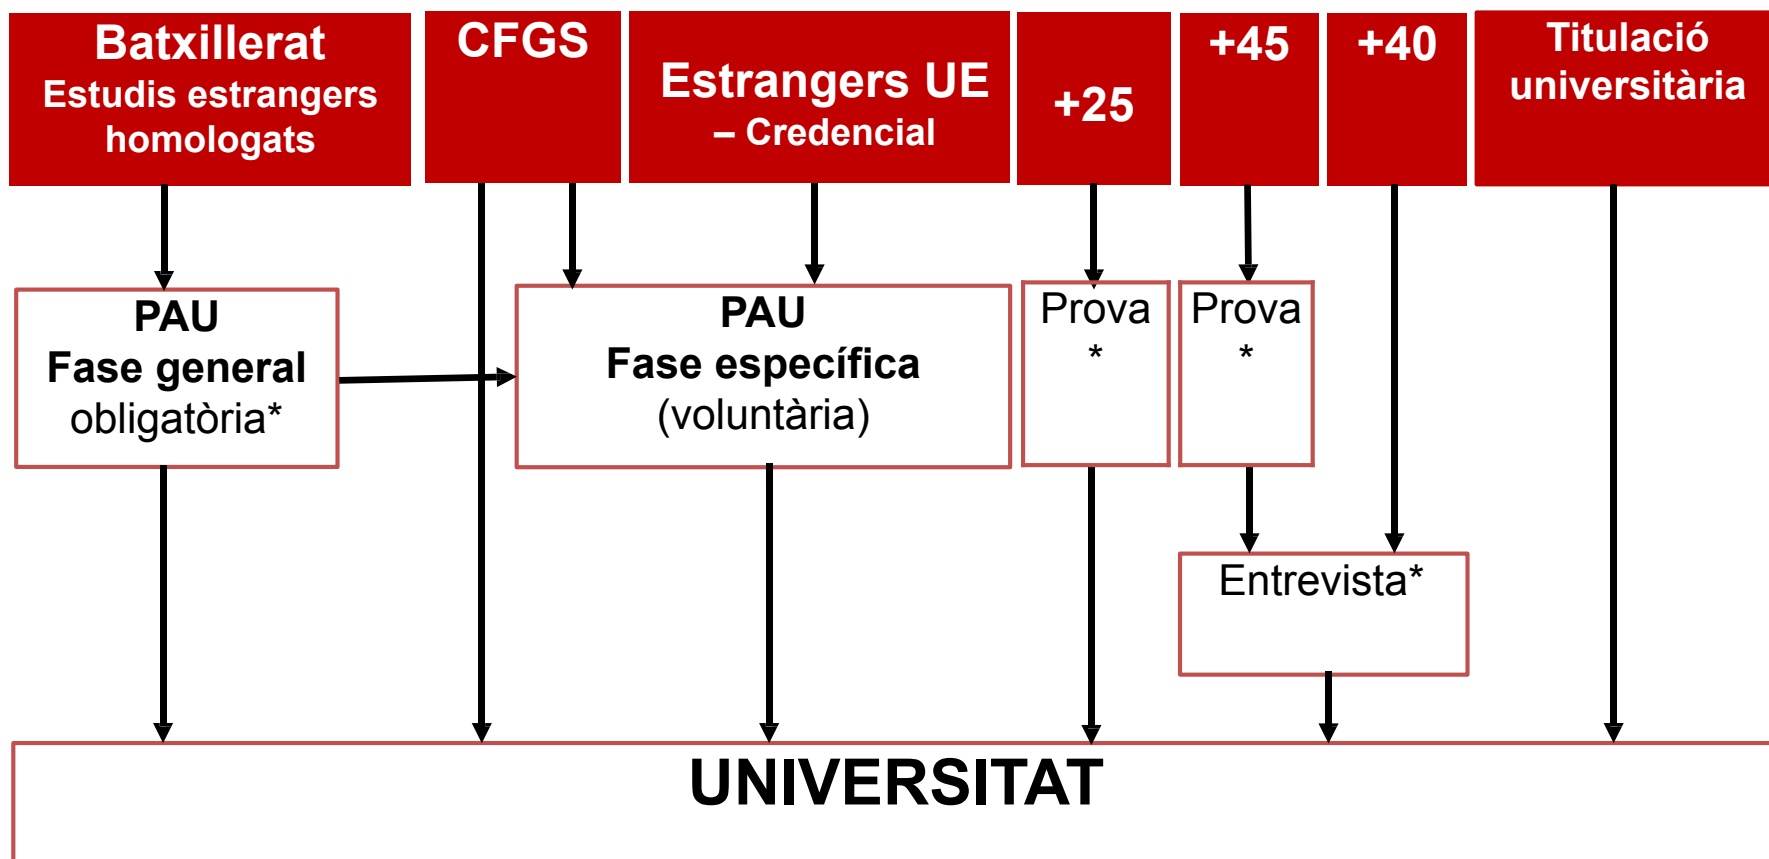 Batxillerat
Estudis estrangers
homologats
CFGS
Estrangers UE
– Credencial
+25
+45
+40
Titulació
universitària
PAU
Fase general
obligatòria*
PAU
Fase específica
(voluntària)
Prova
*
Prova
*
Entrevista*
UNIVERSITAT